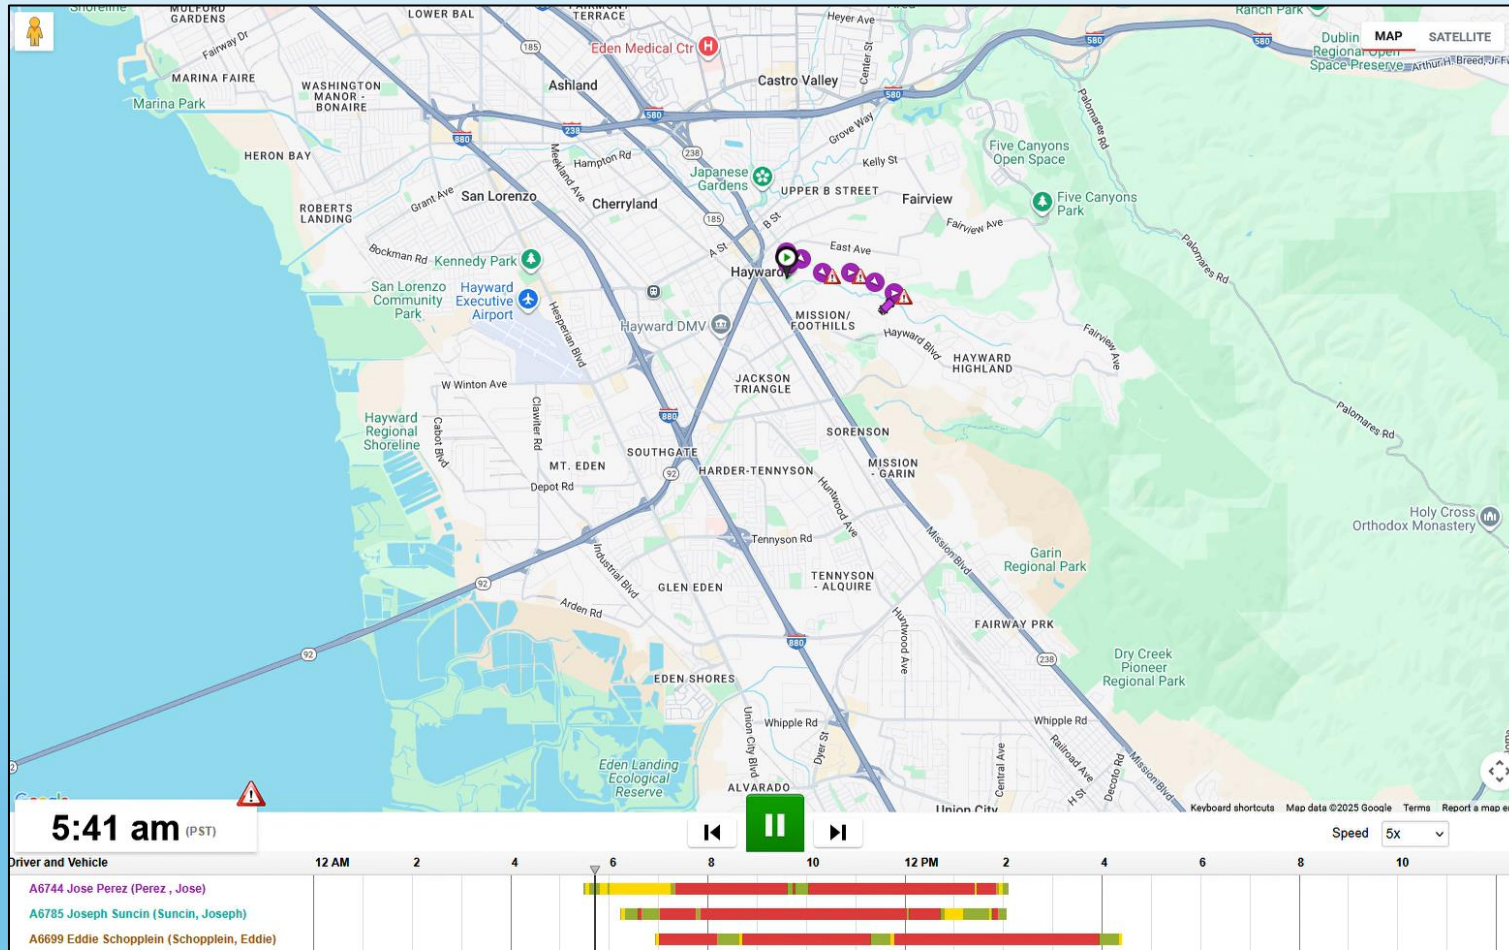 Shoreline
MULFORD
GARDENS
LOWER BAL
FAIRMONT
TERRACE
Heyer Ave
Ranch Park
MAP
SATELLITE
Fairway Dr
185
Eden Medical Ctr
H
Center St
580
580
Dublin
Regional Open
Space Preserve
Arthur H. Breed, Jr F
MARINA FAIRE
WASHINGTON
MANOR -
BONAIRE
Ashland
Castro Valley
580
Marina Park
580
Grove Way
Palomares Rd
880
238
238
Five Canyons
Open Space
HERON BAY
Meekland Ave
Hampton Rd
Kelly St
Japanese
Gardens
UPPER B STREET
Grant Ave
San Lorenzo
Cherryland
Fairview
Five Canyons
Park
ROBERTS
LANDING
185
B St
Fairview Ave
Bockman Rd
Kennedy Park
A St
East Ave
Palomares Rd
Hayward
San Lorenzo
Community
Park
Hayward
Executive
Airport
Hesperian Blvd
Hayward DMV
MISSION/
FOOTHILLS
Hayward Blvd
HAYWARD
HIGHLAND
Fairview Ave
W Winton Ave
JACKSON
TRIANGLE
Hayward
Regional
Shoreline
Cabot Blvd
Clawiter Rd
880
Palomares Rd
SORENSON
SOUTHGATE
MT. EDEN
92
HARDER-TENNYSON
MISSION
- GARIN
Depot Rd
Huntwood Ave
Holy Cross
Orthodox Monastery
Tennyson Rd
Mission Blvd
Garin
Regional Park
Industrial Blvd
92
GLEN EDEN
TENNYSON
- ALQUIRE
Arden Rd
Huntwood Ave
FAIRWAY PRK
880
92
238
Dry Creek
Pioneer
Regional Park
EDEN SHORES
Union City Blvd
Whipple Rd
Dyer St
Whipple Rd
Railroad Ave
Central Ave
Decoto Rd
Mission Blvd
Eden Landing
Ecological
Reserve
ALVARADO
H St
Union City
Google
Keyboard shortcuts Map data ©2025 Google Terms Report a map e
5:41 am (PST)
Speed 5x
Driver and Vehicle 12 AM 2 4 6 8 10 12 PM 2 4 6 8 10
A6744 Jose Perez (Perez , Jose)
A6785 Joseph Suncin (Suncin, Joseph)
A6699 Eddie Schopplein (Schopplein, Eddie)